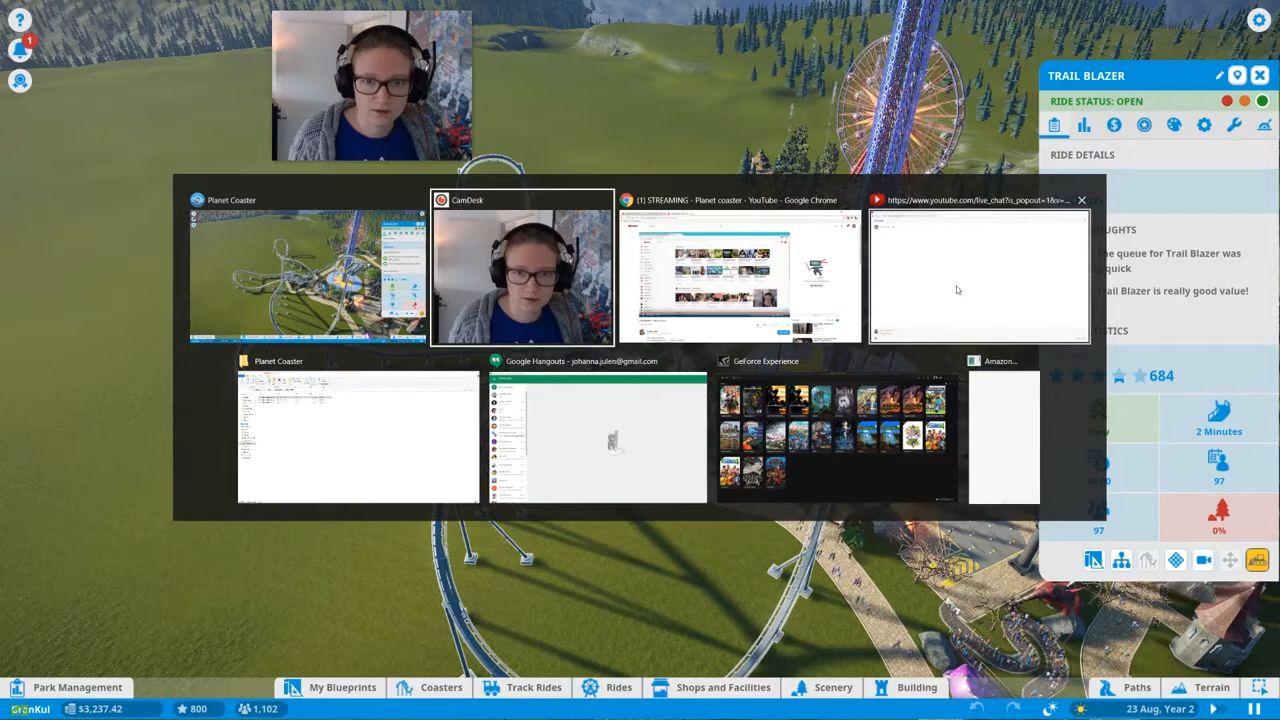 ?
1
TRAIL BLAZER
RIDE STATUS: OPEN
RIDE DETAILS
Planet Coaster
CamDesk
(1) STREAMING - Planet coaster - YouTube - Google Chrome
https://www.youtube.com/live_chat?is_popout=1&v=...
OUGHTS
e queue for Trail Blazer was
Trail Blazer is really good value!
ISTICS
684
Planet Coaster
Google Hangouts - johanna.julen@gmail.com
GeForce Experience
Amazon...
2 Minutes
97
97
0%
Park Management
My Blueprints
Coasters
Track Rides
Rides
Shops and Facilities
Scenery
Building
Paths
Terrain
$3,237.42
800
1,102
23 Aug, Year 2